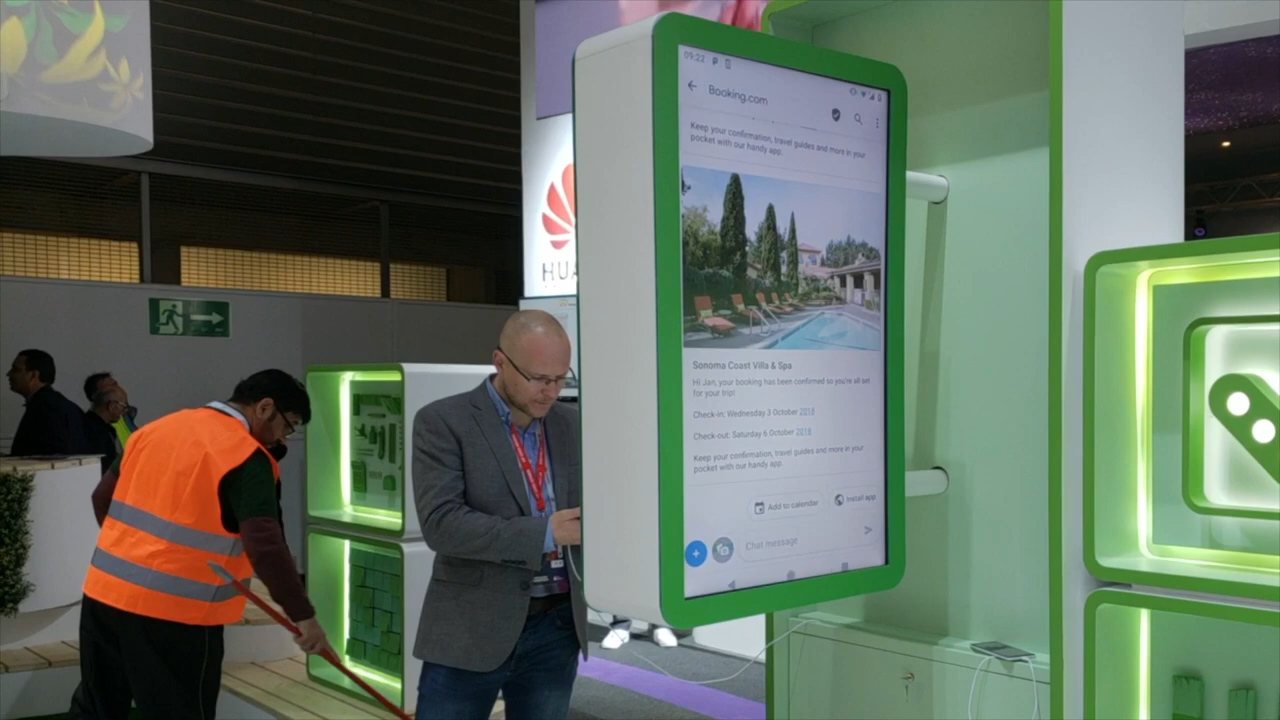 09:22
Booking.com
Keep your confirmation, travel guides and more in your
pocket with our handy app.
HUA
Sonoma Coast Villa & Spa
Hi Jan, your booking has been confirmed so you're all set
for your trip!
Check-in: Wednesday 3 October 2018
Check-out: Saturday 6 October 2018
Keep your confirmation, travel guides and more in your
pocket with our handy app.
Add to calendar
Install app
Chat message